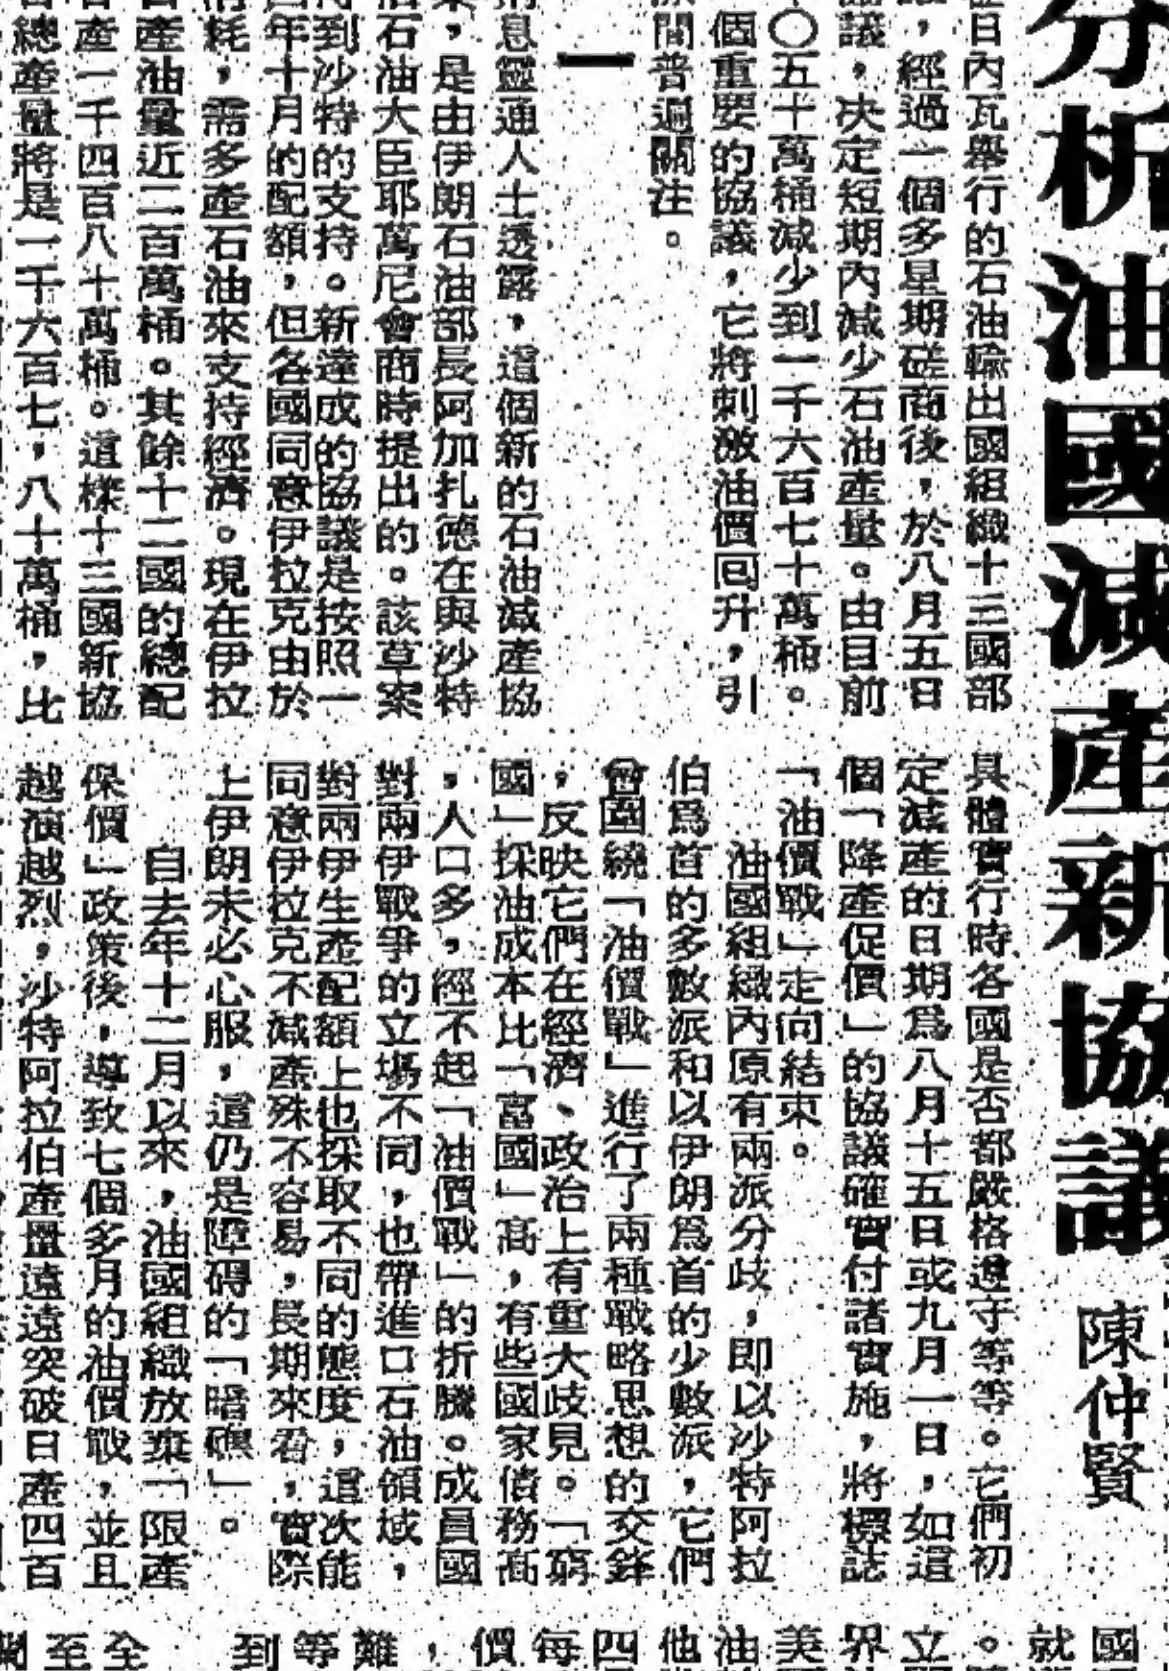 分析油國減產新協議
陳仲賢
日內瓦舉行的石油輸出國組織十三國部
，經過一個多星期磋商後，於八月五日
議，決定短期內減少石油產量。由目前
〇五十萬桶減少到一千六百七十萬桶。
個重要的協議，它將刺激油價回升，引
間普遍關注。
一
息靈通人士透露，這個新的石油減產協
，是由伊朗石油部長阿加扎德在與沙特
石油大臣耶萬尼會商時提出的。該草案
到沙特的支持。新達成的協議是按照一
年十月的配額，但各國同意伊拉克由於
耗，需多產石油來支持經濟。現在伊拉
產油量近二百萬桶。其餘十二國的總配
產一千四百八十萬桶。這樣十三國新協
總產量將是一千六百七，八十萬桶，比
具體實行時各國是否都嚴格遵守等等。它們初
定減產的日期爲八月十五日或九月一日，如這
個「降產促價」的協議確實付諸實施，將標誌
「油價戰」走向結束。
油國組織內原有兩派分歧，即以沙特阿拉
伯爲首的多數派和以伊朗爲首的少數派，它們
曾圍繞「油價戰」進行了兩種戰略思想的交鋒
，反映它們在經濟、政治上有重大歧見。「窮
國」採油成本比「富國」高，有些國家債務高
，人口多，經不起「油價戰」的折騰。成員國
對兩伊戰爭的立場不同，也帶進口石油領域，
對兩伊生產配額上也採取不同的態度，這次能
同意伊拉克不減產殊不容易，長期來看，實際
上伊朗未必心服，這仍是障碍的「暗礁」。
自去年十二月以來，油國組織放棄「限產
保價」政策後，導致七個多月的油價戰，並且
越演越烈，沙特阿拉伯產量遠遠突破日產四百
國
就
。
立
界
美
油
他
四
每
價
，
難
等
到
全
至